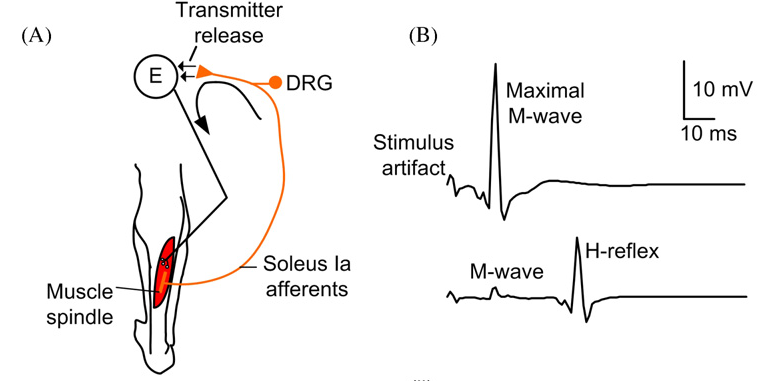 (A)
Transmitter
release
E
DRG
Soleus Ia
afferents
Muscle
spindle
(B)
Maximal
M-wave
10 mV
10 ms
Stimulus
artifact
M-wave
H-reflex